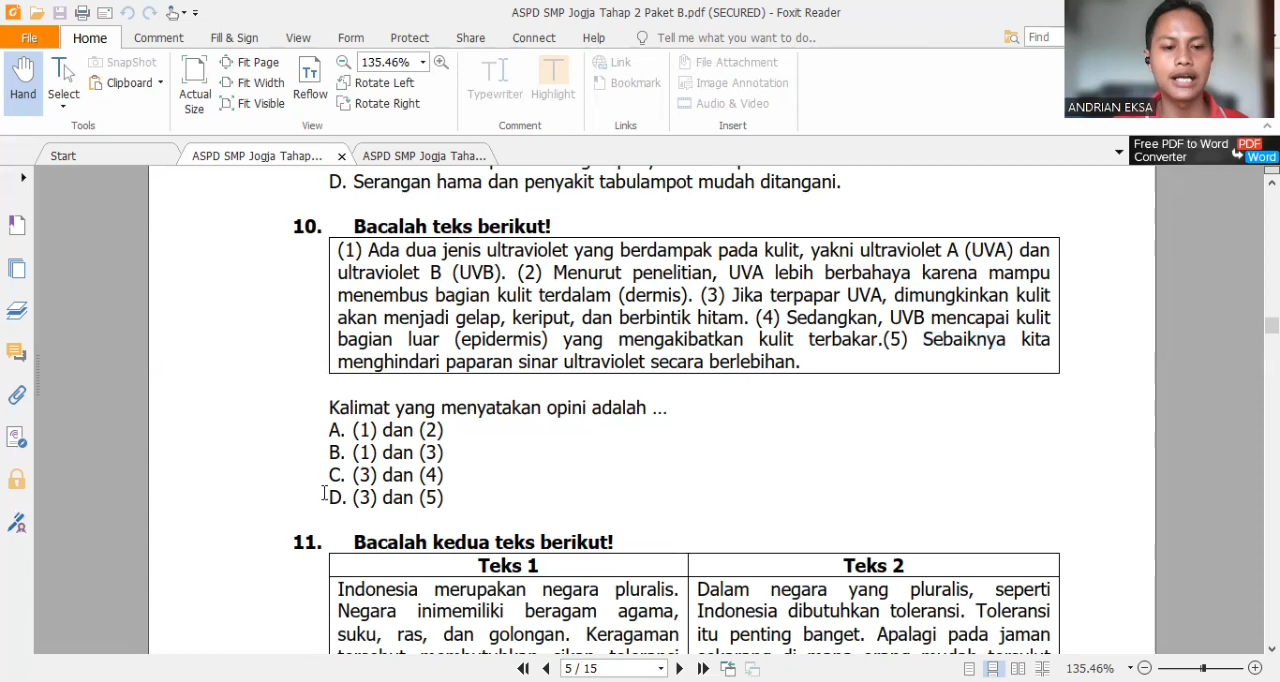 ASPD SMP Jogja Tahap 2 Paket B.pdf (SECURED) - Foxit Reader
File Home Comment Fill & Sign View Form Protect Share Connect Help Tell me what you want to do.. Find
Hand
Select
SnapShot
Clipboard
Tools
Actual Size
Fit Page
Fit Width
Fit Visible
Reflow
135.46%
Rotate Left
Rotate Right
View
Typewriter
Highlight
Comment
Link
Bookmark
Links
File Attachment
Image Annotation
Audio & Video
Insert
ANDRIAN EKSA
Start ASPD SMP Jogja Tahap... ASPD SMP Jogja Taha...
Free PDF to Word Converter
PDF
Word
D. Serangan hama dan penyakit tabulampot mudah ditangani.
10. Bacalah teks berikut!
(1) Ada dua jenis ultraviolet yang berdampak pada kulit, yakni ultraviolet A (UVA) dan
ultraviolet B (UVB). (2) Menurut penelitian, UVA lebih berbahaya karena mampu
menembus bagian kulit terdalam (dermis). (3) Jika terpapar UVA, dimungkinkan kulit
akan menjadi gelap, keriput, dan berbintik hitam. (4) Sedangkan, UVB mencapai kulit
bagian luar (epidermis) yang mengakibatkan kulit terbakar.(5) Sebaiknya kita
menghindari paparan sinar ultraviolet secara berlebihan.
Kalimat yang menyatakan opini adalah ...
A. (1) dan (2)
B. (1) dan (3)
C. (3) dan (4)
D. (3) dan (5)
11. Bacalah kedua teks berikut!
Teks 1
Indonesia merupakan negara pluralis.
Negara inimemiliki beragam agama,
suku, ras, dan golongan. Keragaman
tersebut membutuhkan sikap toleransi
Teks 2
Dalam negara yang pluralis, seperti
Indonesia dibutuhkan toleransi. Toleransi
itu penting banget. Apalagi pada jaman
sekarang di mana orang mudah tersulut
5 / 15
135.46%